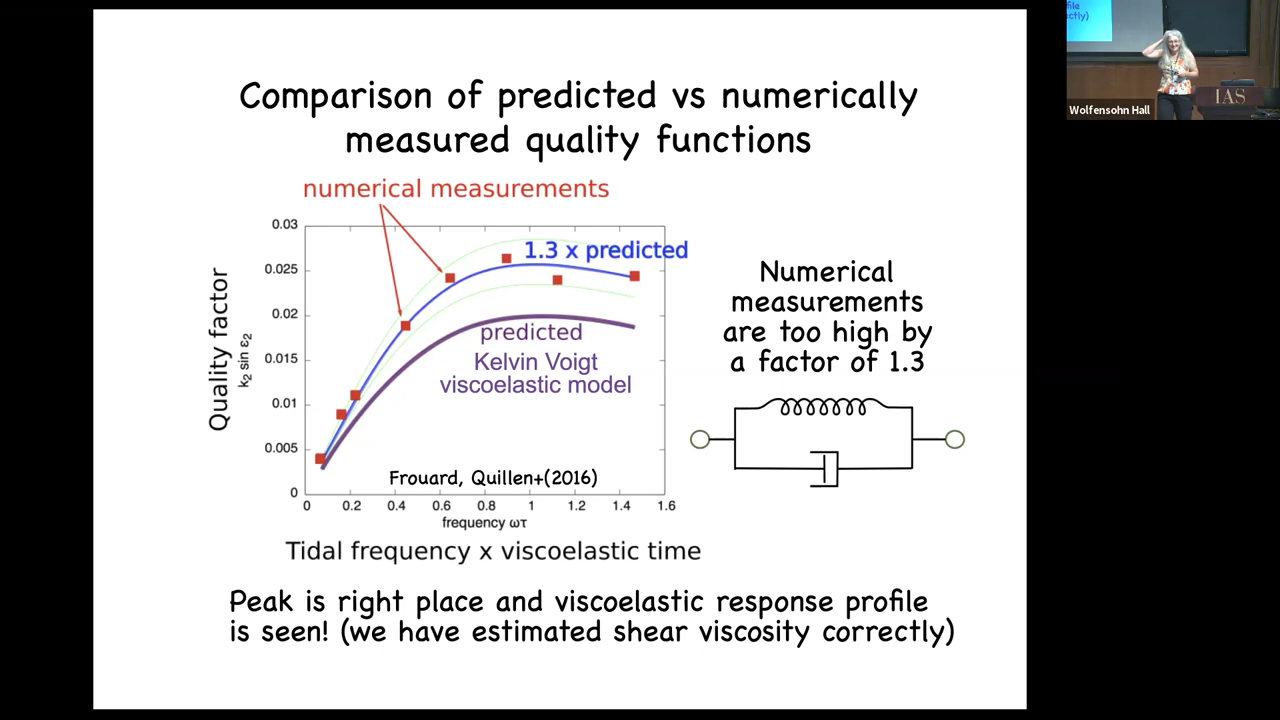 Comparison of predicted vs numerically
measured quality functions
numerical measurements
1.3 x predicted
predicted
Kelvin Voigt
viscoelastic model
Frouard, Quillen+(2016)
Quality factor
k₂ sin ε₂
0.03
0.025
0.02
0.015
0.01
0.005
0
0 0.2 0.4 0.6 0.8 1 1.2 1.4 1.6
frequency ωτ
Tidal frequency x viscoelastic time
Numerical
measurements
are too high by
a factor of 1.3
Peak is right place and viscoelastic response profile
is seen! (we have estimated shear viscosity correctly)
file
ctly)
IAS
Wolfensohn Hall